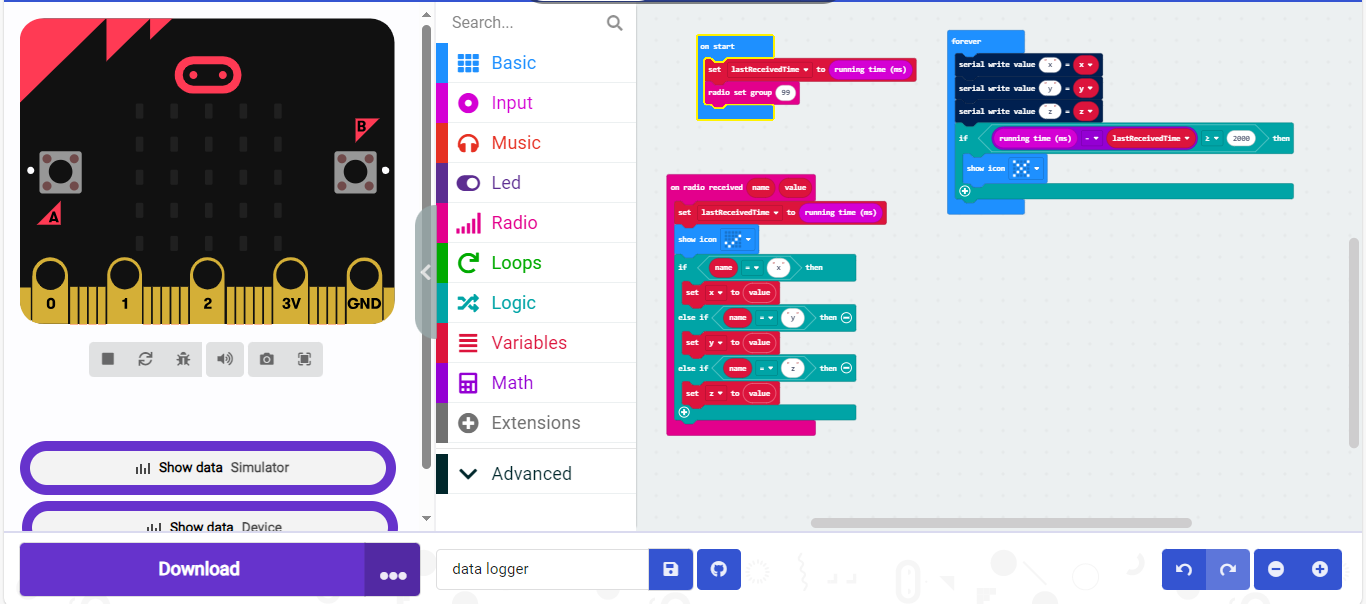 B
A
0 1 2 3V GND
Show data Simulator
Show data Device
Download
Search...
Basic
Input
Music
Led
Radio
Loops
Logic
Variables
Math
Extensions
Advanced
data logger
on start
set lastReceivedTime to running time (ms)
radio set group 99
on radio received name value
set lastReceivedTime to running time (ms)
show icon
if name = "x" then
set x to value
else if name = "y" then
set y to value
else if name = "z" then
set z to value
forever
serial write value "x" = x
serial write value "y" = y
serial write value "z" = z
if running time (ms) - lastReceivedTime ≥ 2000 then
show icon